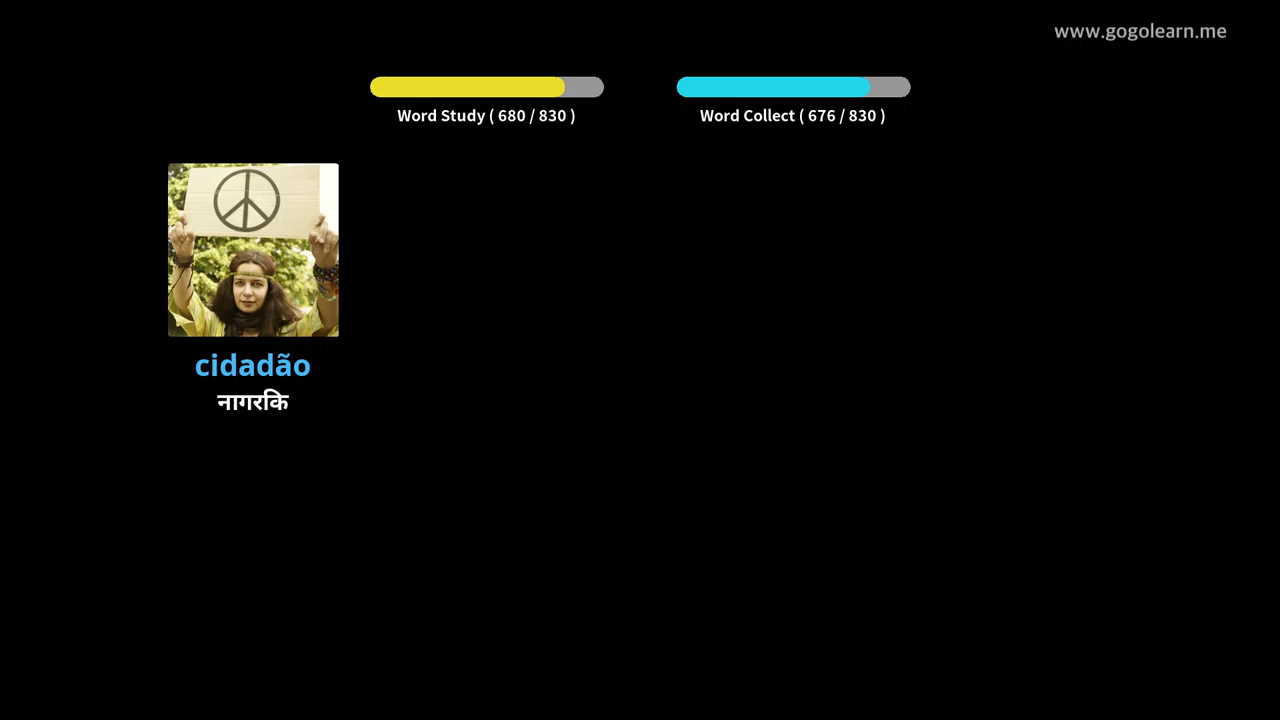 www.gogolearn.me
Word Study ( 680 / 830 )
Word Collect ( 676 / 830 )
cidadão
नागरकि